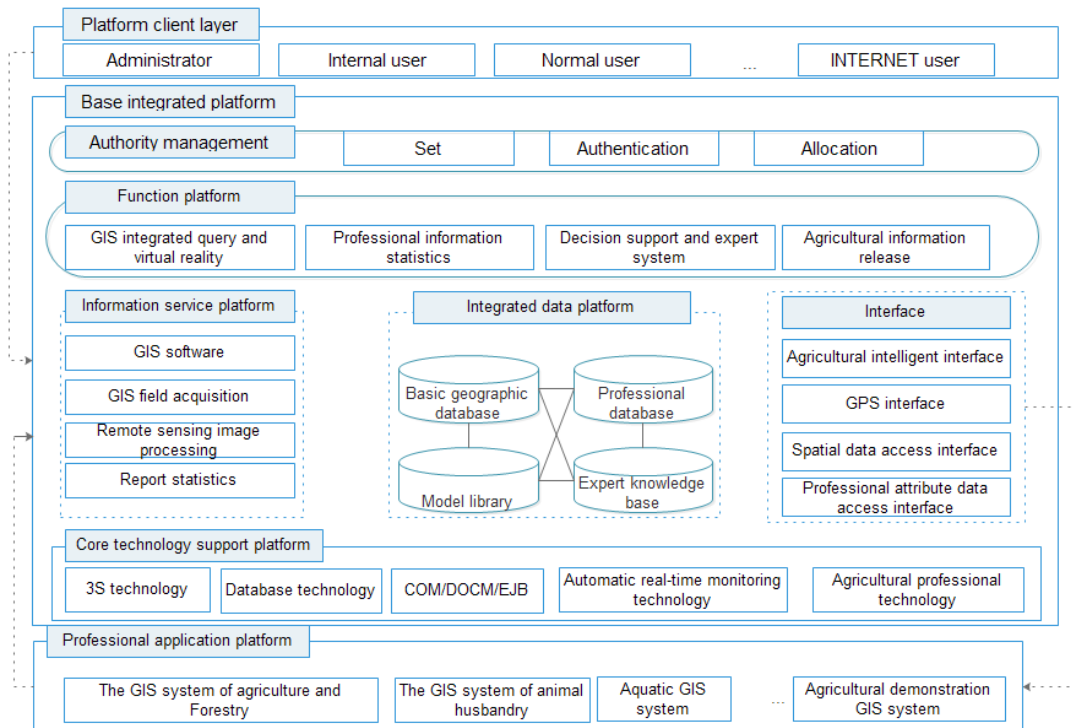 Platform client layer
Administrator
Internal user
Normal user
...
INTERNET user
Base integrated platform
Authority management
Set
Authentication
Allocation
Function platform
GIS integrated query and
virtual reality
Professional information
statistics
Decision support and expert
system
Agricultural information
release
Information service platform
GIS software
GIS field acquisition
Remote sensing image
processing
Report statistics
Integrated data platform
Basic geographic
database
Professional
database
Model library
Expert knowledge
base
Interface
Agricultural intelligent interface
GPS interface
Spatial data access interface
Professional attribute data
access interface
Core technology support platform
3S technology
Database technology
COM/DOCM/EJB
Automatic real-time monitoring
technology
Agricultural professional
technology
Professional application platform
The GIS system of agriculture and
Forestry
The GIS system of animal
husbandry
Aquatic GIS
system
...
Agricultural demonstration
GIS system